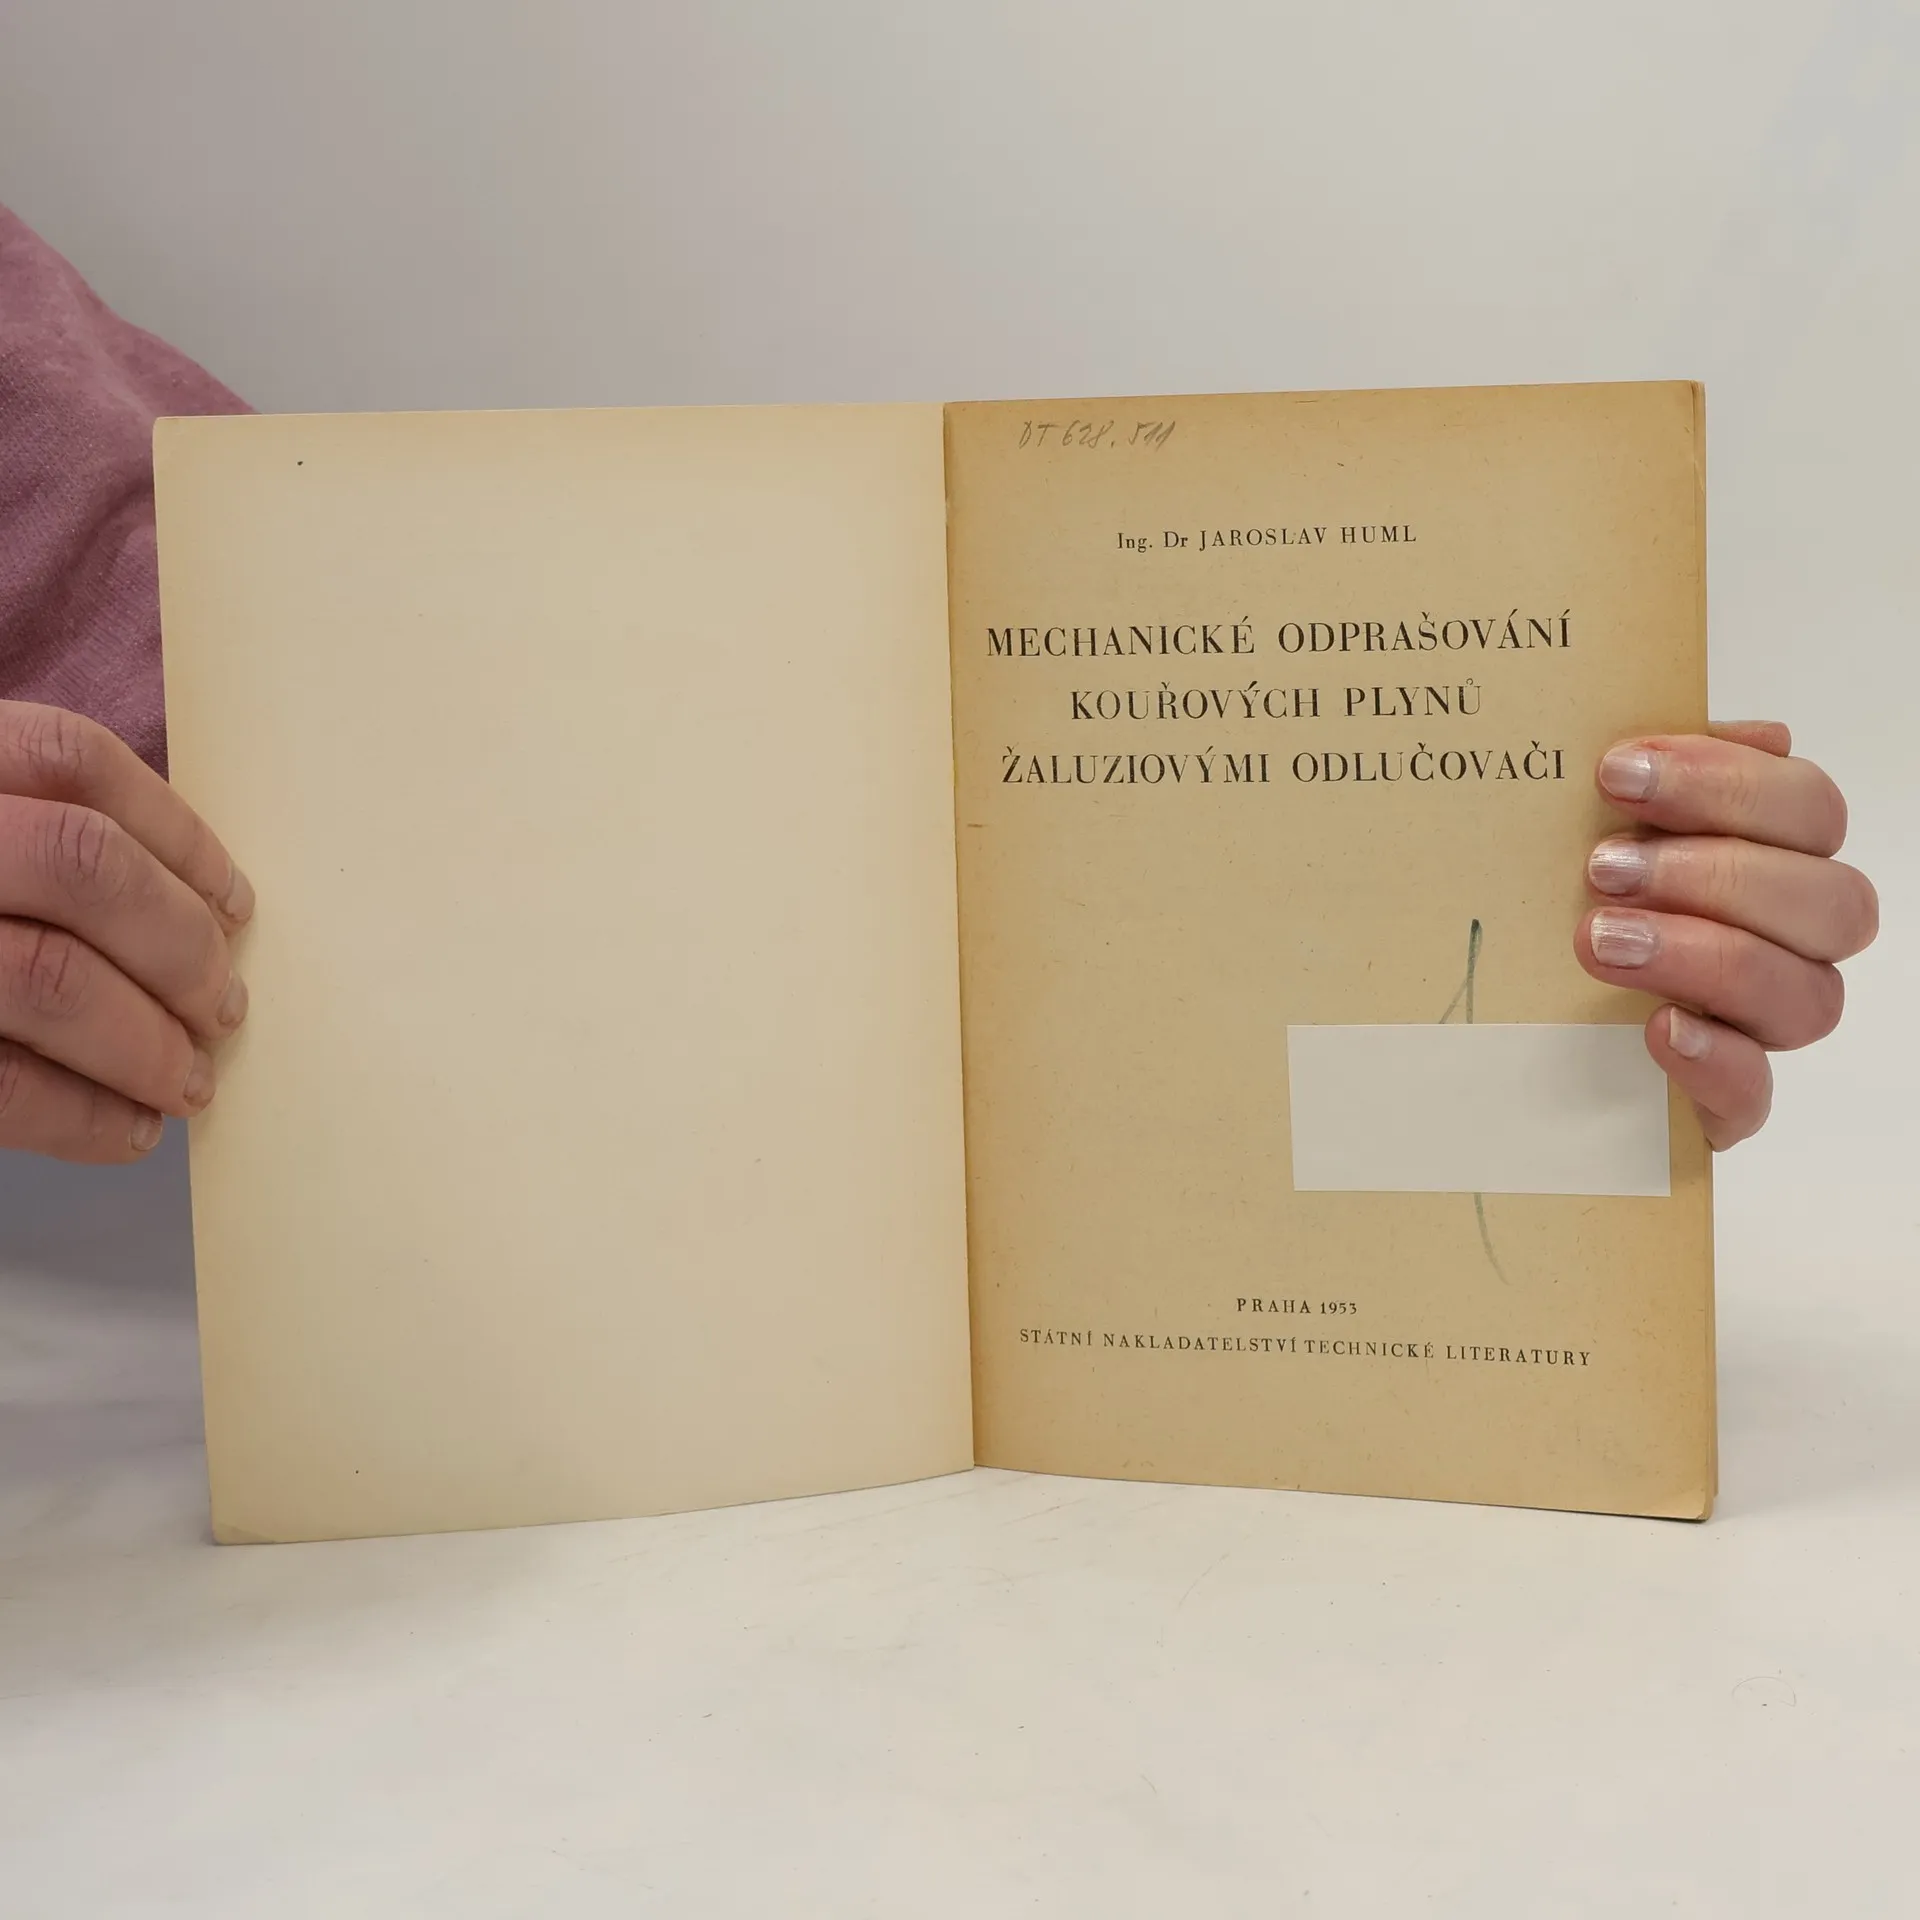 DT 628.511
Ing. Dr JAROSLAV HUML
MECHANICKÉ ODPRAŠOVÁNÍ
KOUŘOVÝCH PLYNŮ
ŽALUZIOVÝMI ODLUČOVAČI
PRAHA 1953
STÁTNÍ NAKLADATELSTVÍ TECHNICKÉ LITERATURY